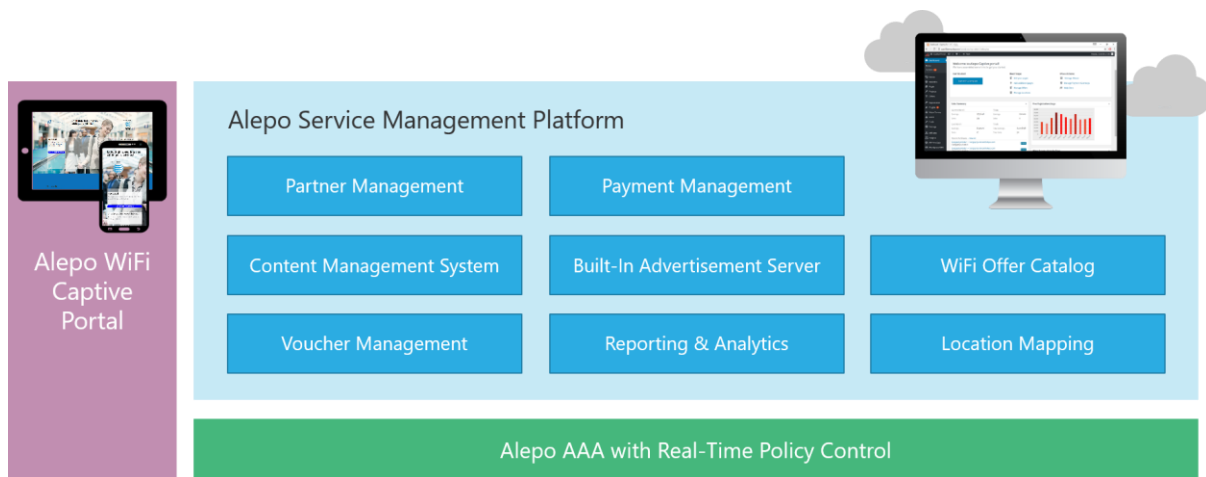 Alepo Service Management Platform
Partner Management
Payment Management
Alepo WiFi
Captive
Portal
Content Management System
Built-In Advertisement Server
WiFi Offer Catalog
Voucher Management
Reporting & Analytics
Location Mapping
Alepo AAA with Real-Time Policy Control